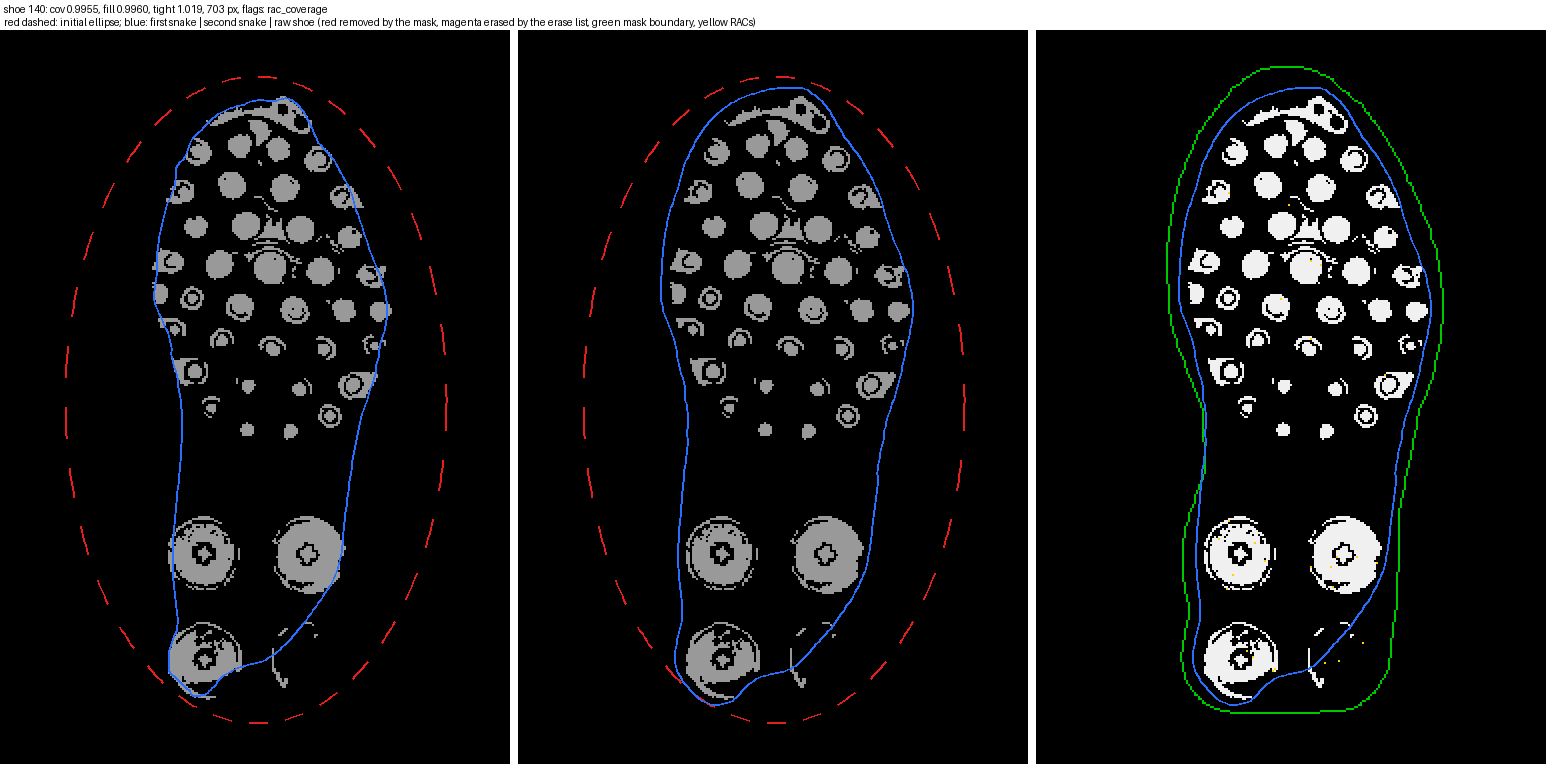 shoe 140: cov 0.9955, fill 0.9960, tight 1.019, 703 px, flags: rac_coverage
red dashed: initial ellipse; blue: first snake | second snake | raw shoe (red removed by the mask, magenta erased by the erase list, green mask boundary, yellow RACs)